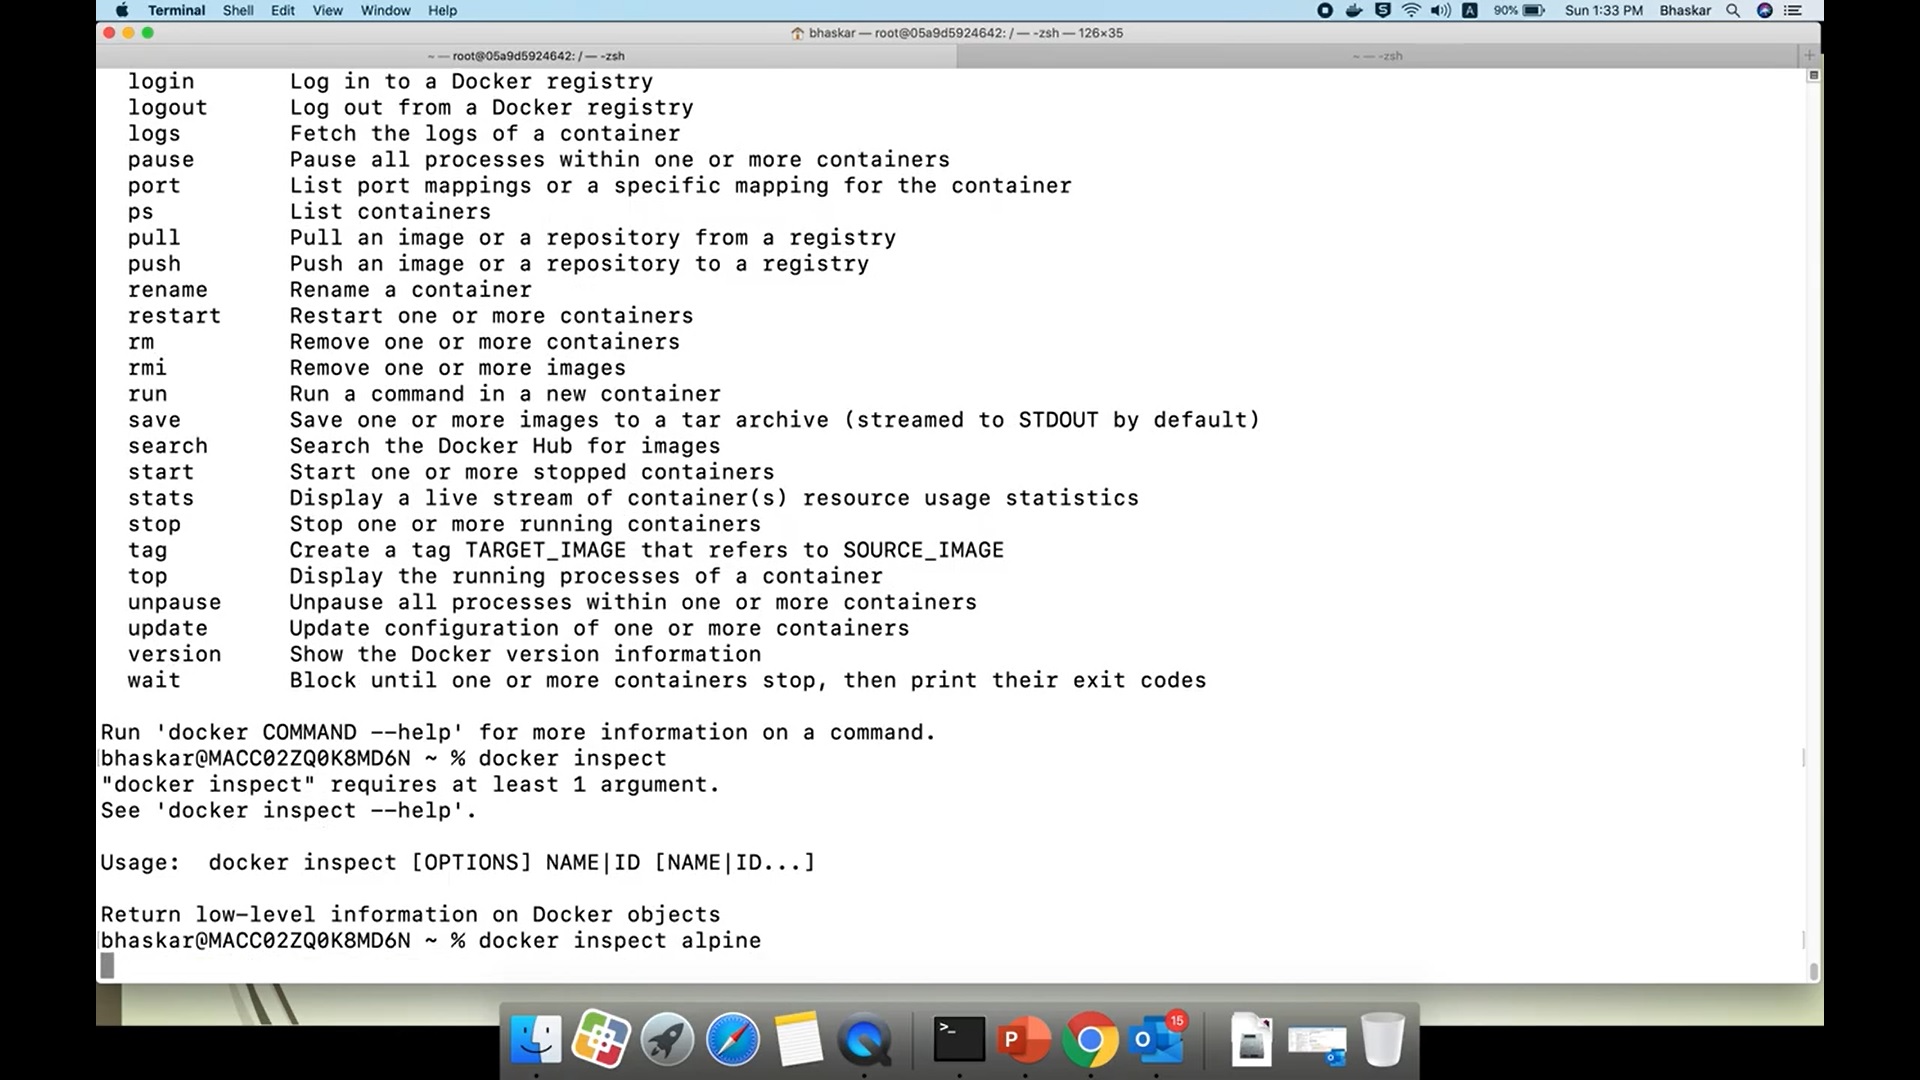 Terminal Shell Edit View Window Help 90% Sun 1:33 PM Bhaskar
bhaskar — root@05a9d5924642: / — -zsh — 126×35
~ — root@05a9d5924642: / — -zsh ~ — -zsh
login Log in to a Docker registry
logout Log out from a Docker registry
logs Fetch the logs of a container
pause Pause all processes within one or more containers
port List port mappings or a specific mapping for the container
ps List containers
pull Pull an image or a repository from a registry
push Push an image or a repository to a registry
rename Rename a container
restart Restart one or more containers
rm Remove one or more containers
rmi Remove one or more images
run Run a command in a new container
save Save one or more images to a tar archive (streamed to STDOUT by default)
search Search the Docker Hub for images
start Start one or more stopped containers
stats Display a live stream of container(s) resource usage statistics
stop Stop one or more running containers
tag Create a tag TARGET_IMAGE that refers to SOURCE_IMAGE
top Display the running processes of a container
unpause Unpause all processes within one or more containers
update Update configuration of one or more containers
version Show the Docker version information
wait Block until one or more containers stop, then print their exit codes
Run 'docker COMMAND --help' for more information on a command.
bhaskar@MACC02ZQ0K8MD6N ~ % docker inspect
"docker inspect" requires at least 1 argument.
See 'docker inspect --help'.
Usage:  docker inspect [OPTIONS] NAME|ID [NAME|ID...]
Return low-level information on Docker objects
bhaskar@MACC02ZQ0K8MD6N ~ % docker inspect alpine
15